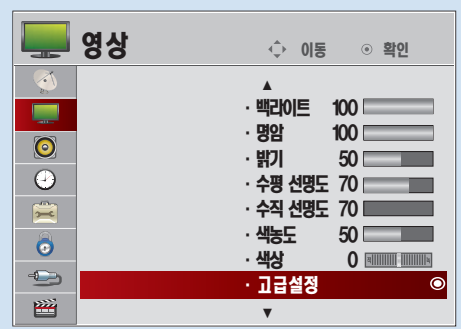 영상 이동 확인
· 백라이트 100
· 명암 100
· 밝기 50
· 수평 선명도 70
· 수직 선명도 70
· 색농도 50
· 색상 0
· 고급설정